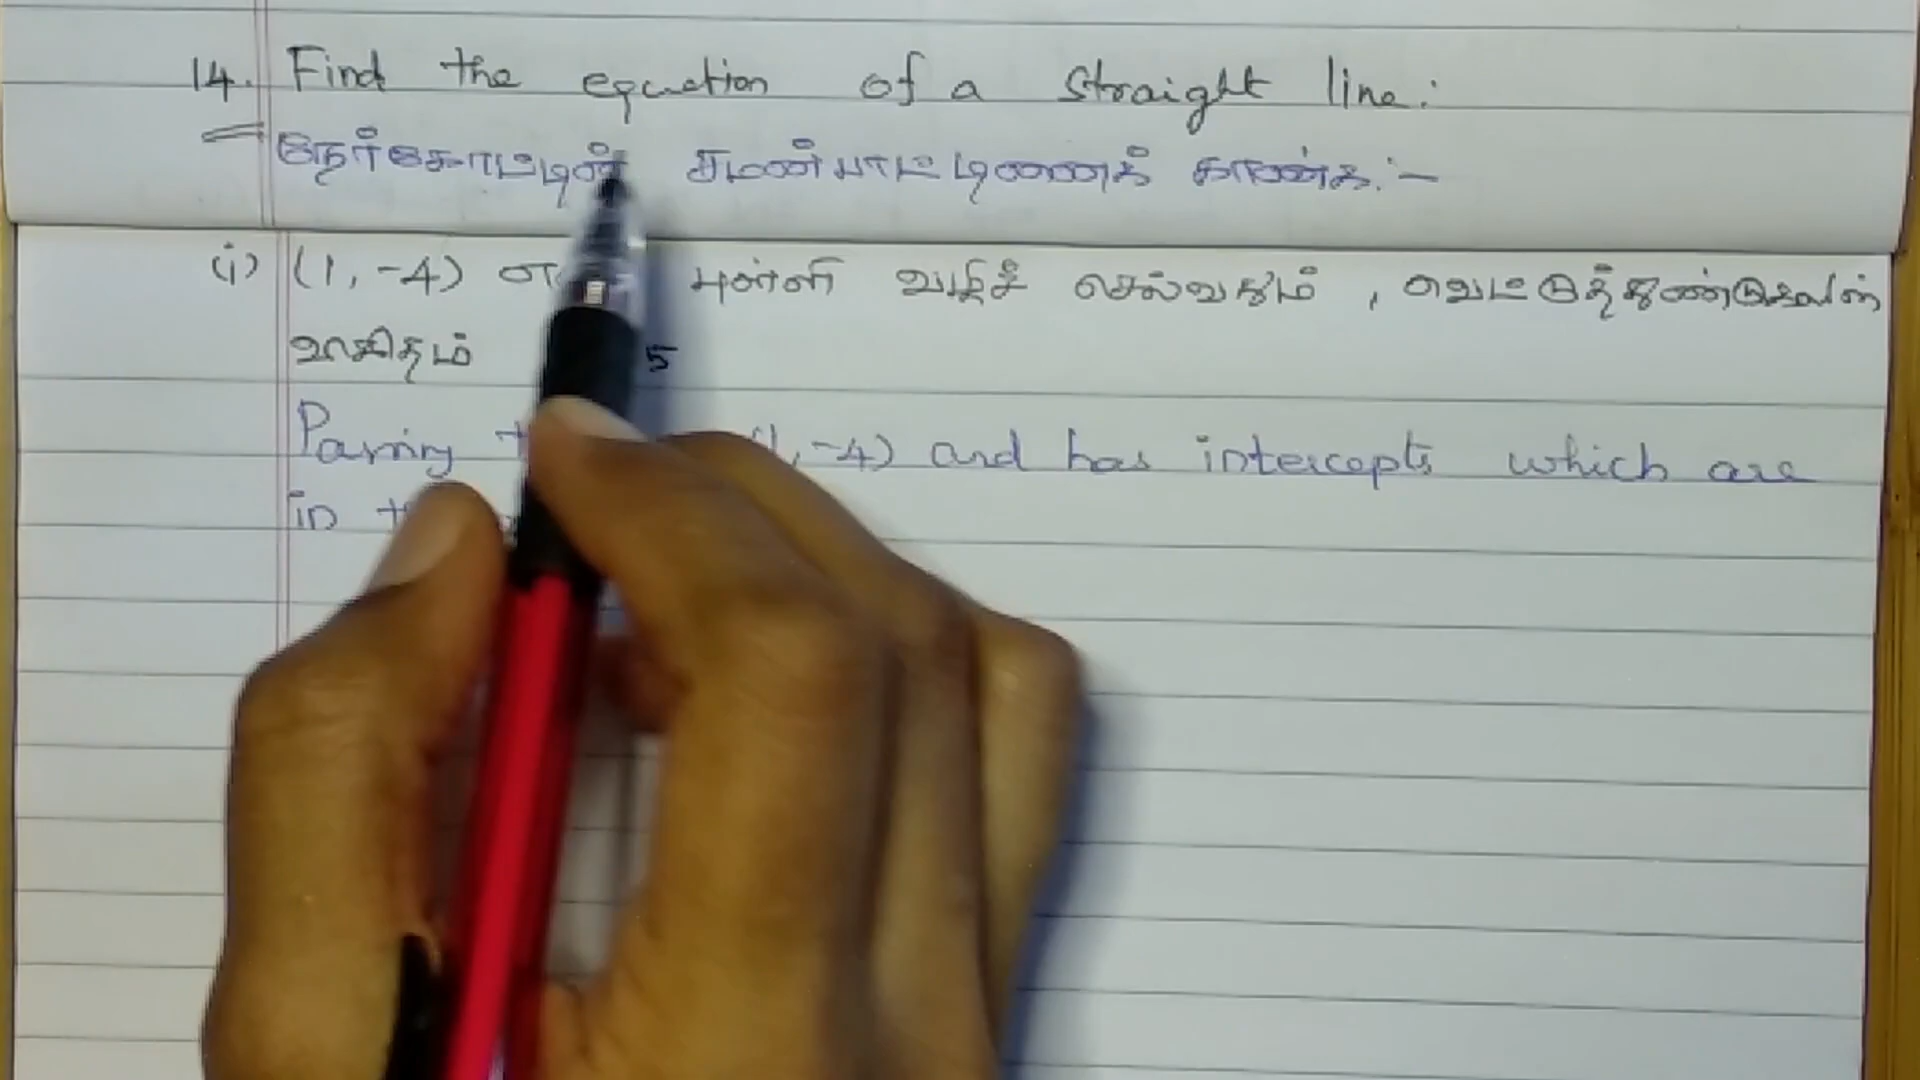 14. Find the equation of a straight line:
நேர்கோட்டின் சமன்பாட்டினைக் காண்க:-
(i) (1, -4) புள்ளி வழிச் செல்வதும் , வெட்டுத்துண்டுகளின்
விகிதம் 5
Passing (1, -4) and has intercepts which are
in